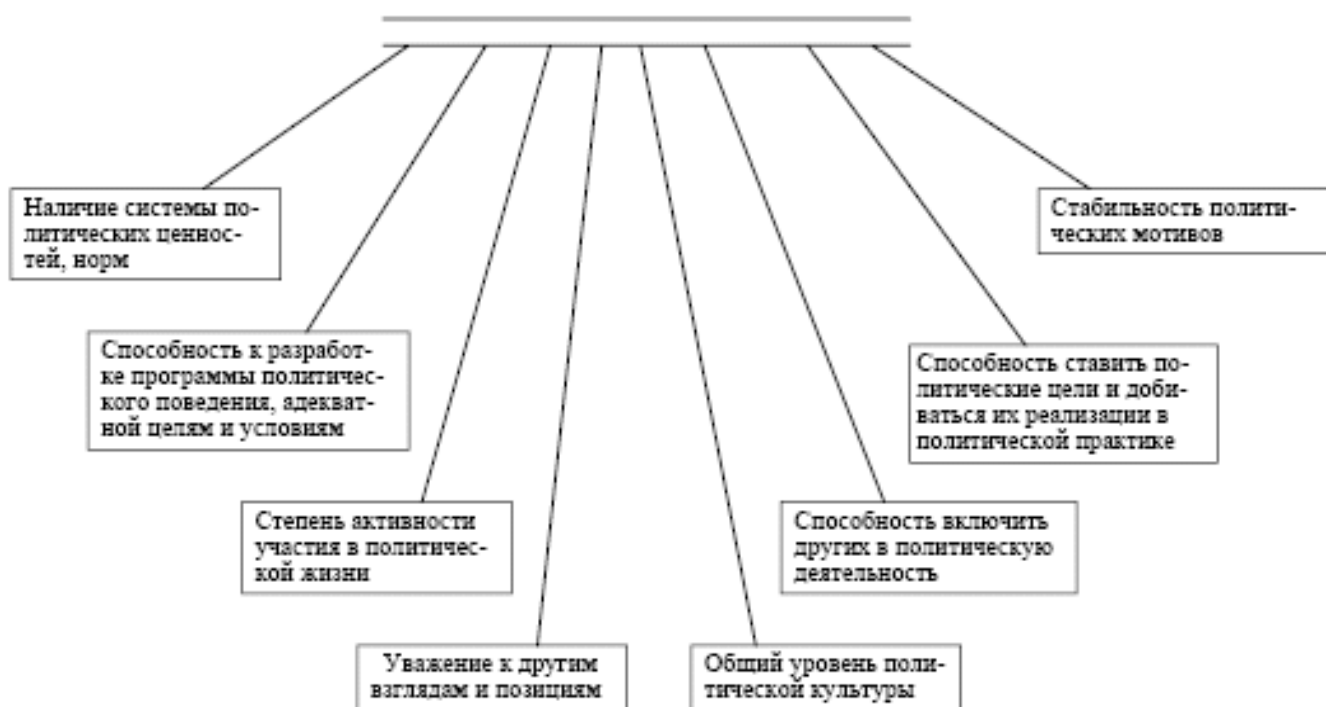 Наличие системы по-
литических ценнос-
тей, норм
Стабильность полити-
ческих мотивов
Способность к разработ-
ке программы политичес-
кого поведения, адекват-
ной целям и условиям
Способность ставить по-
литические цели и доби-
ваться их реализации в
политической практике
Степень активности
участия в политичес-
кой жизни
Способность включить
других в политическую
деятельность
Уважение к другим
взглядам и позициям
Общий уровень поли-
тической культуры